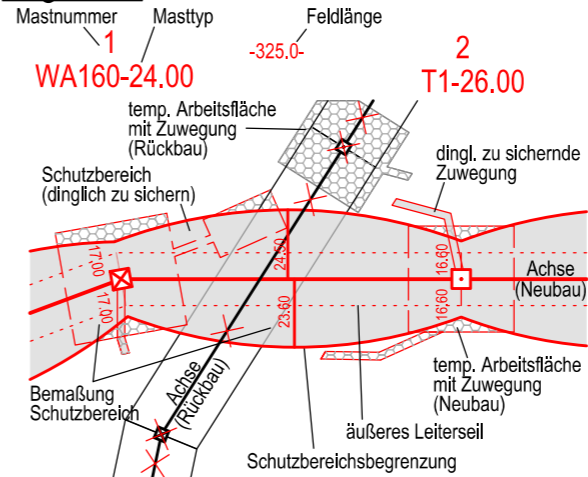 Mastnummer
Masttyp
Feldlänge
1
WA160-24.00
-325.0-
2
T1-26.00
temp. Arbeitsfläche
mit Zuwegung
(Rückbau)
dingl. zu sichernde
Zuwegung
Schutzbereich
(dinglich zu sichern)
17.00
17.00
24.50
23.60
16.60
16.60
Achse
(Neubau)
Achse
(Rückbau)
Bemaßung
Schutzbereich
temp. Arbeitsfläche
mit Zuwegung
(Neubau)
äußeres Leiterseil
Schutzbereichsbegrenzung